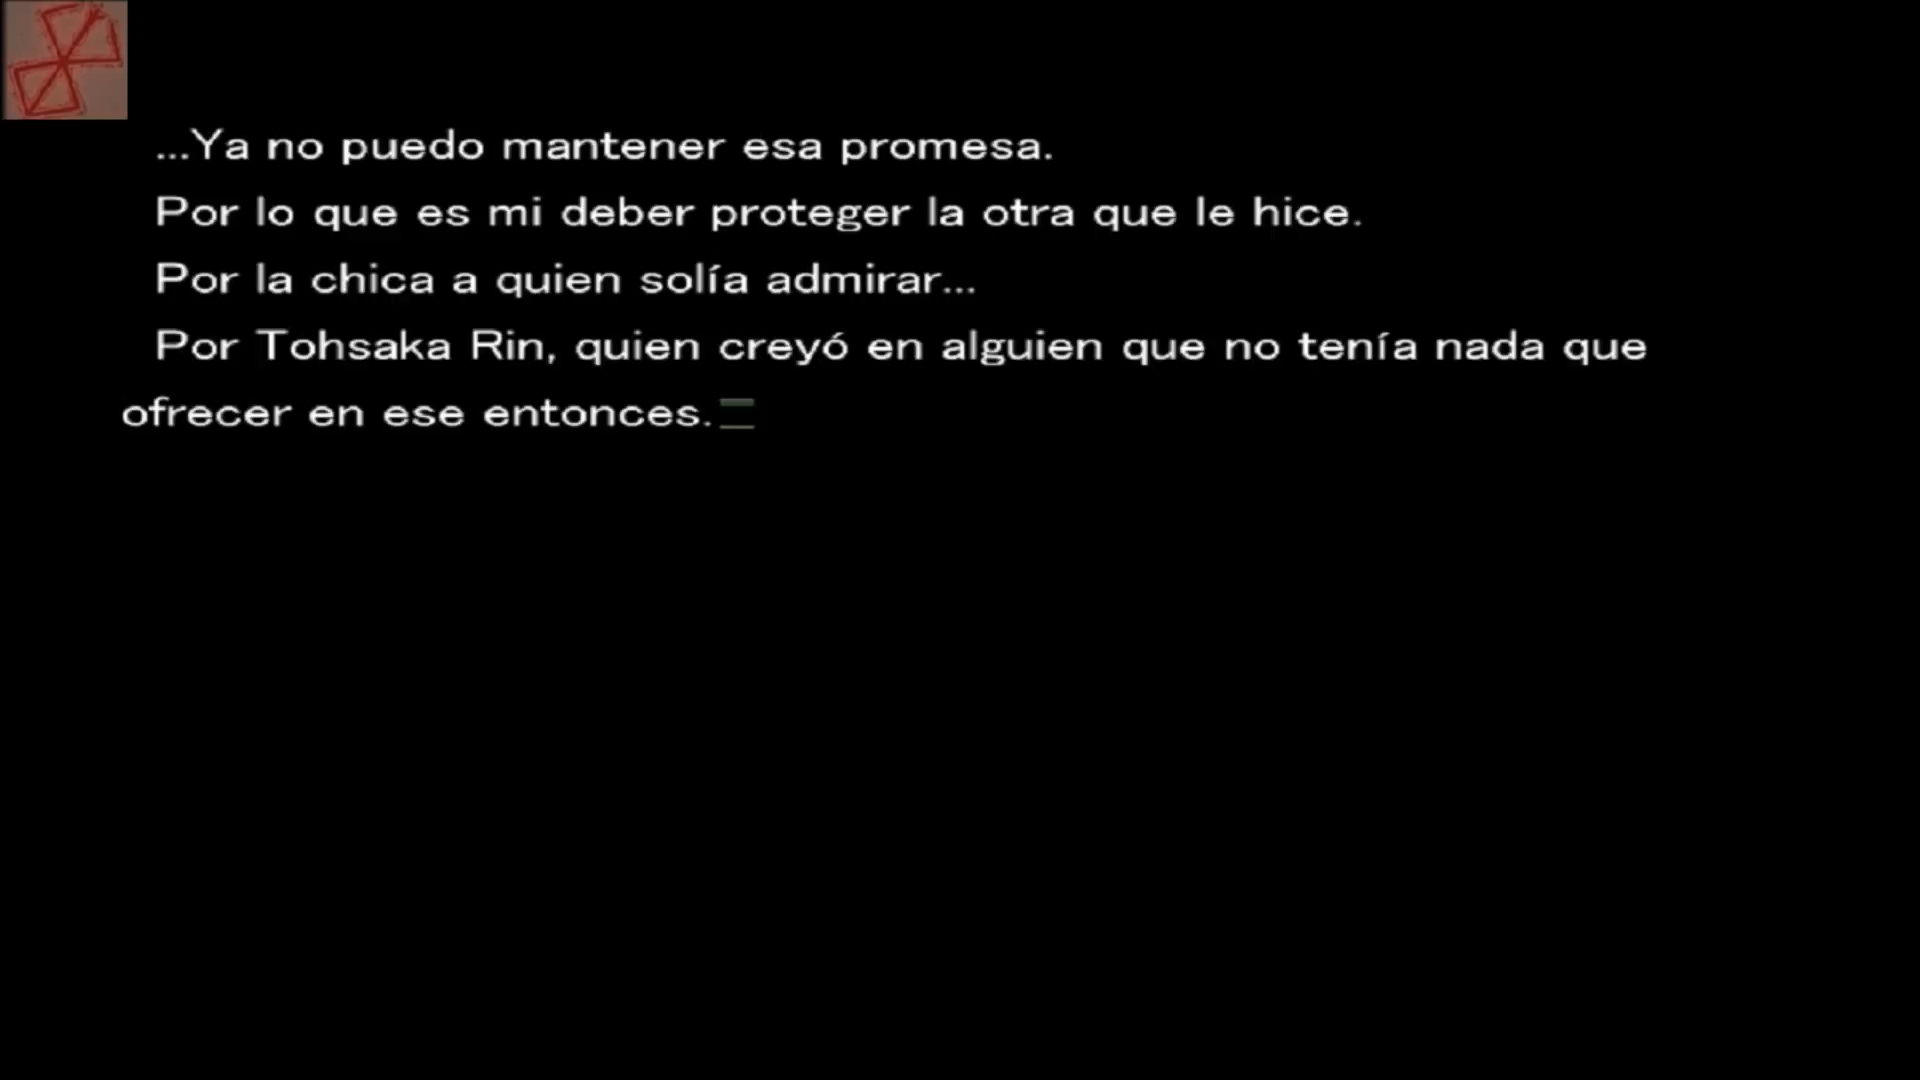 ...Ya no puedo mantener esa promesa.
Por lo que es mi deber proteger la otra que le hice.
Por la chica a quien solía admirar...
Por Tohsaka Rin, quien creyó en alguien que no tenía nada que
ofrecer en ese entonces.